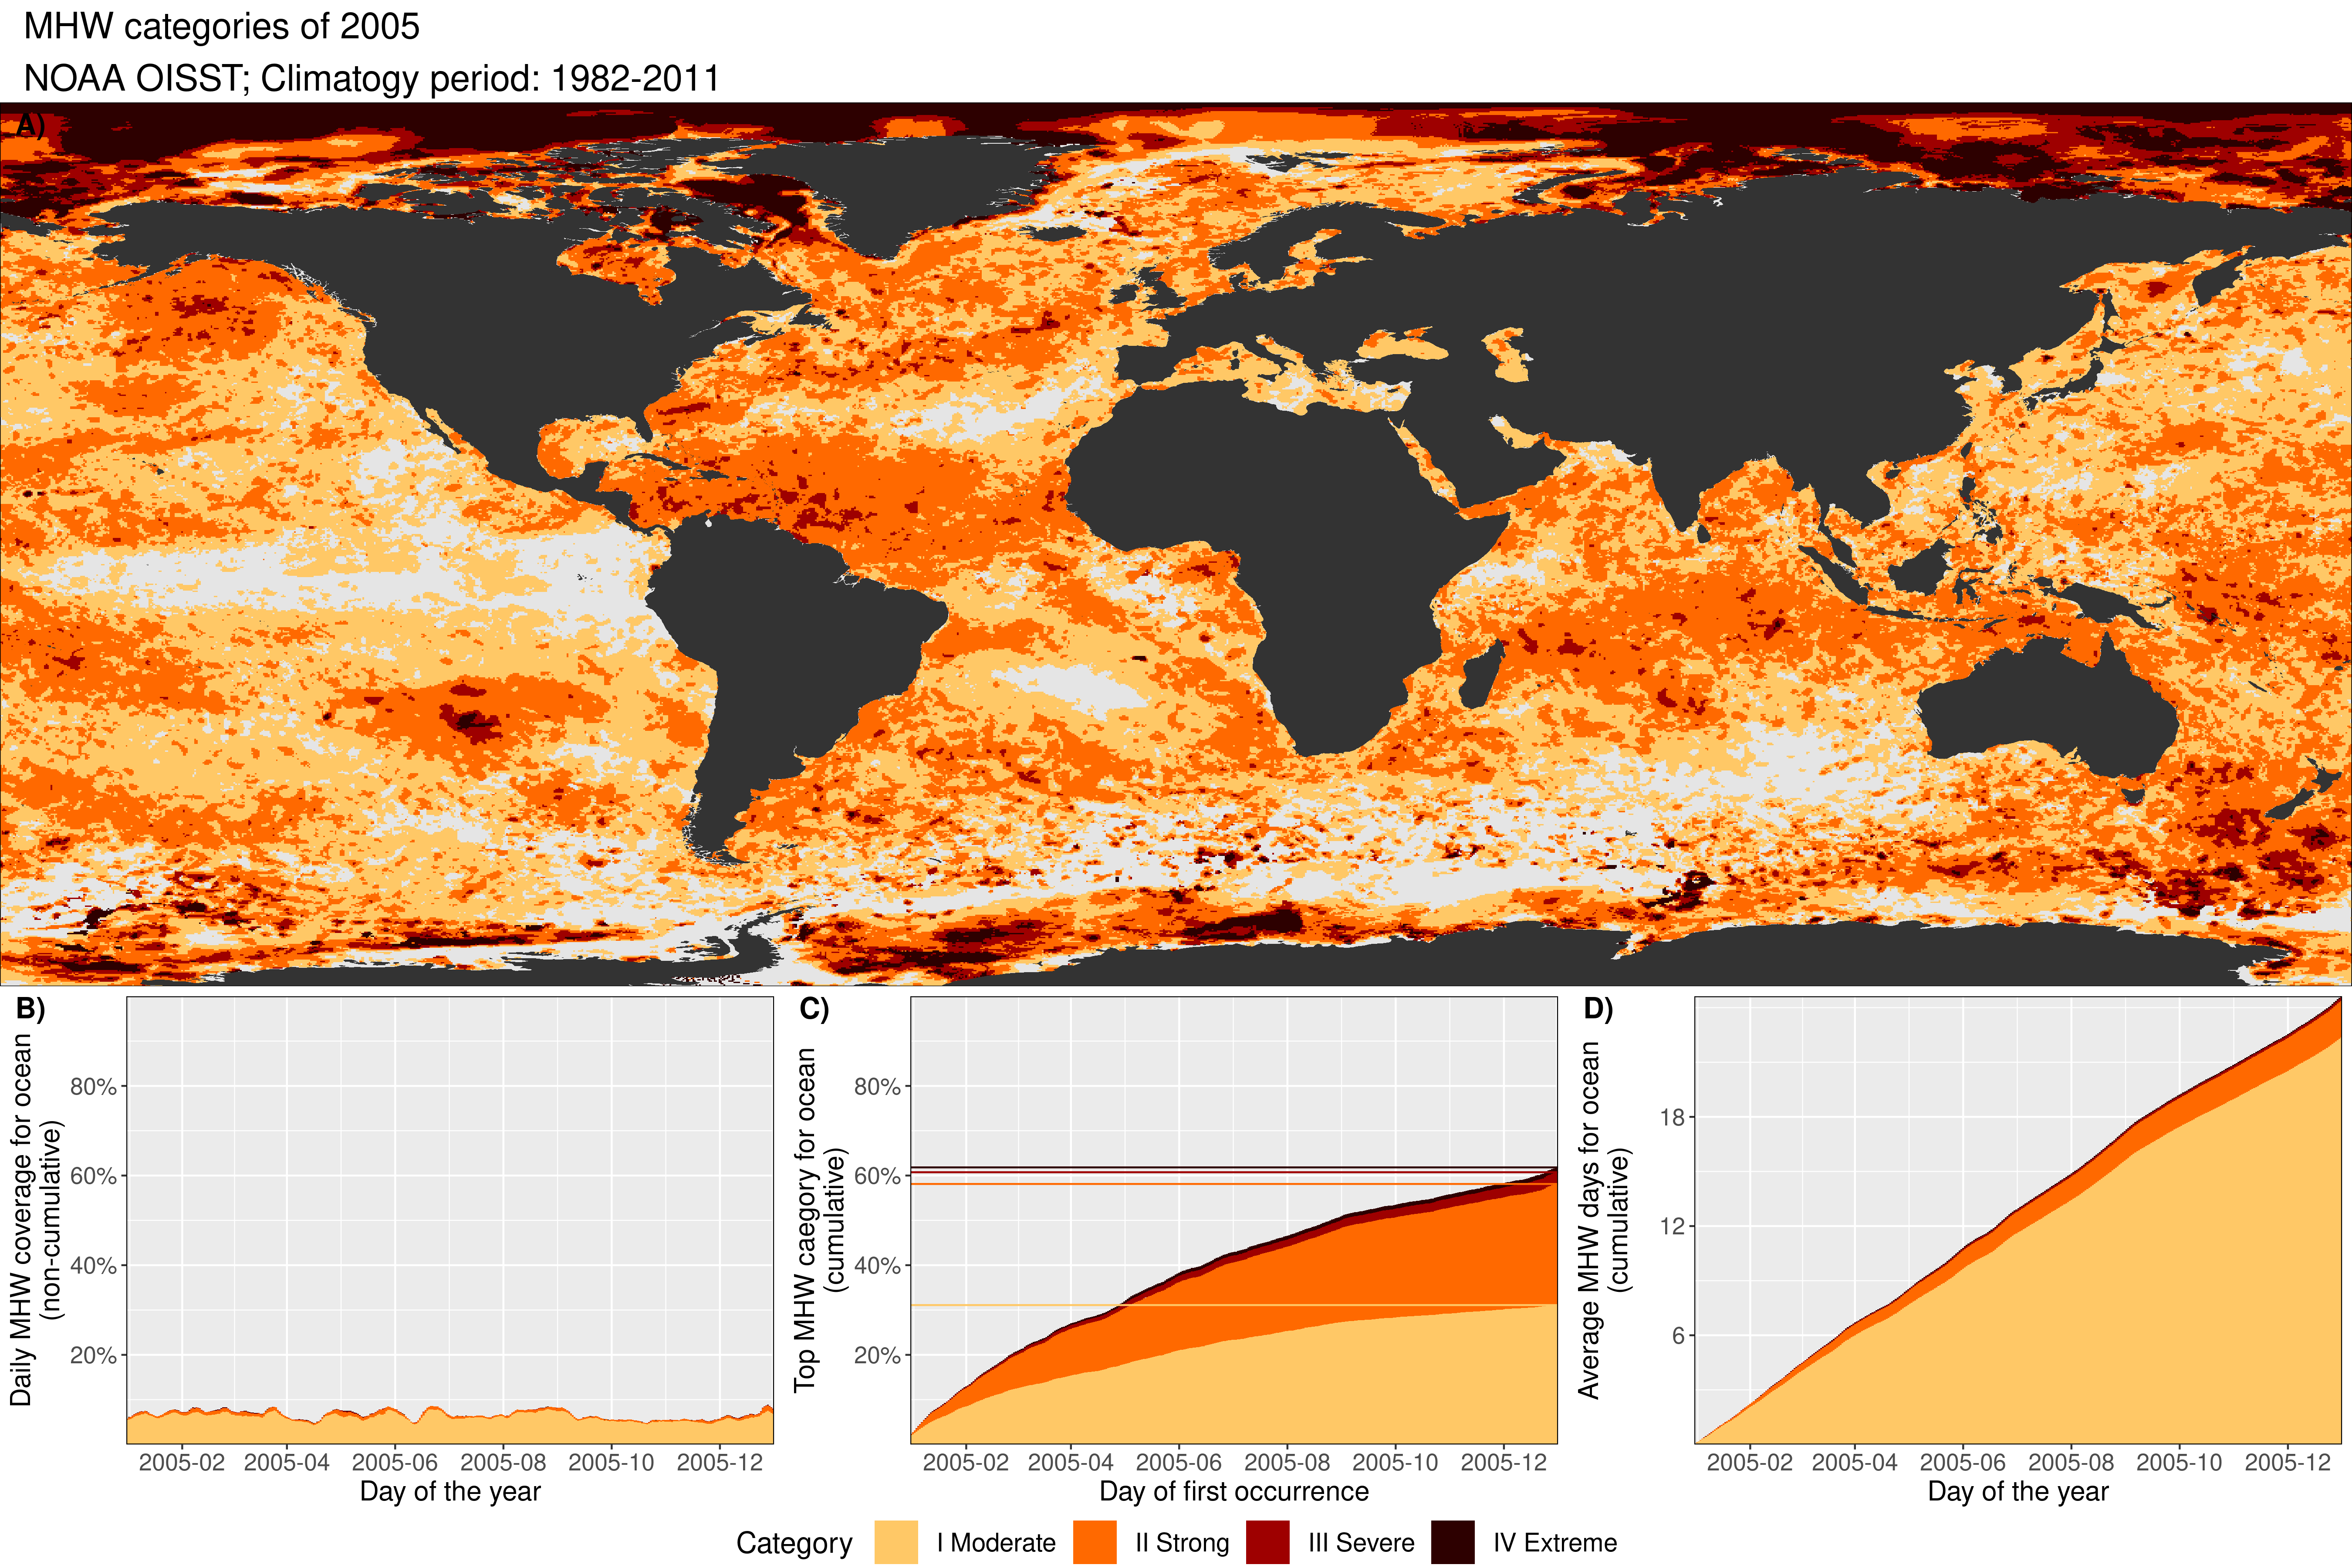 MHW categories of 2005
NOAA OISST; Climatogy period: 1982-2011
A)
B)
Daily MHW coverage for ocean
(non-cumulative)
80%
60%
40%
20%
2005-02 2005-04 2005-06 2005-08 2005-10 2005-12
Day of the year
C)
Top MHW caegory for ocean
(cumulative)
80%
60%
40%
20%
2005-02 2005-04 2005-06 2005-08 2005-10 2005-12
Day of first occurrence
D)
Average MHW days for ocean
(cumulative)
18
12
6
2005-02 2005-04 2005-06 2005-08 2005-10 2005-12
Day of the year
Category I Moderate II Strong III Severe IV Extreme